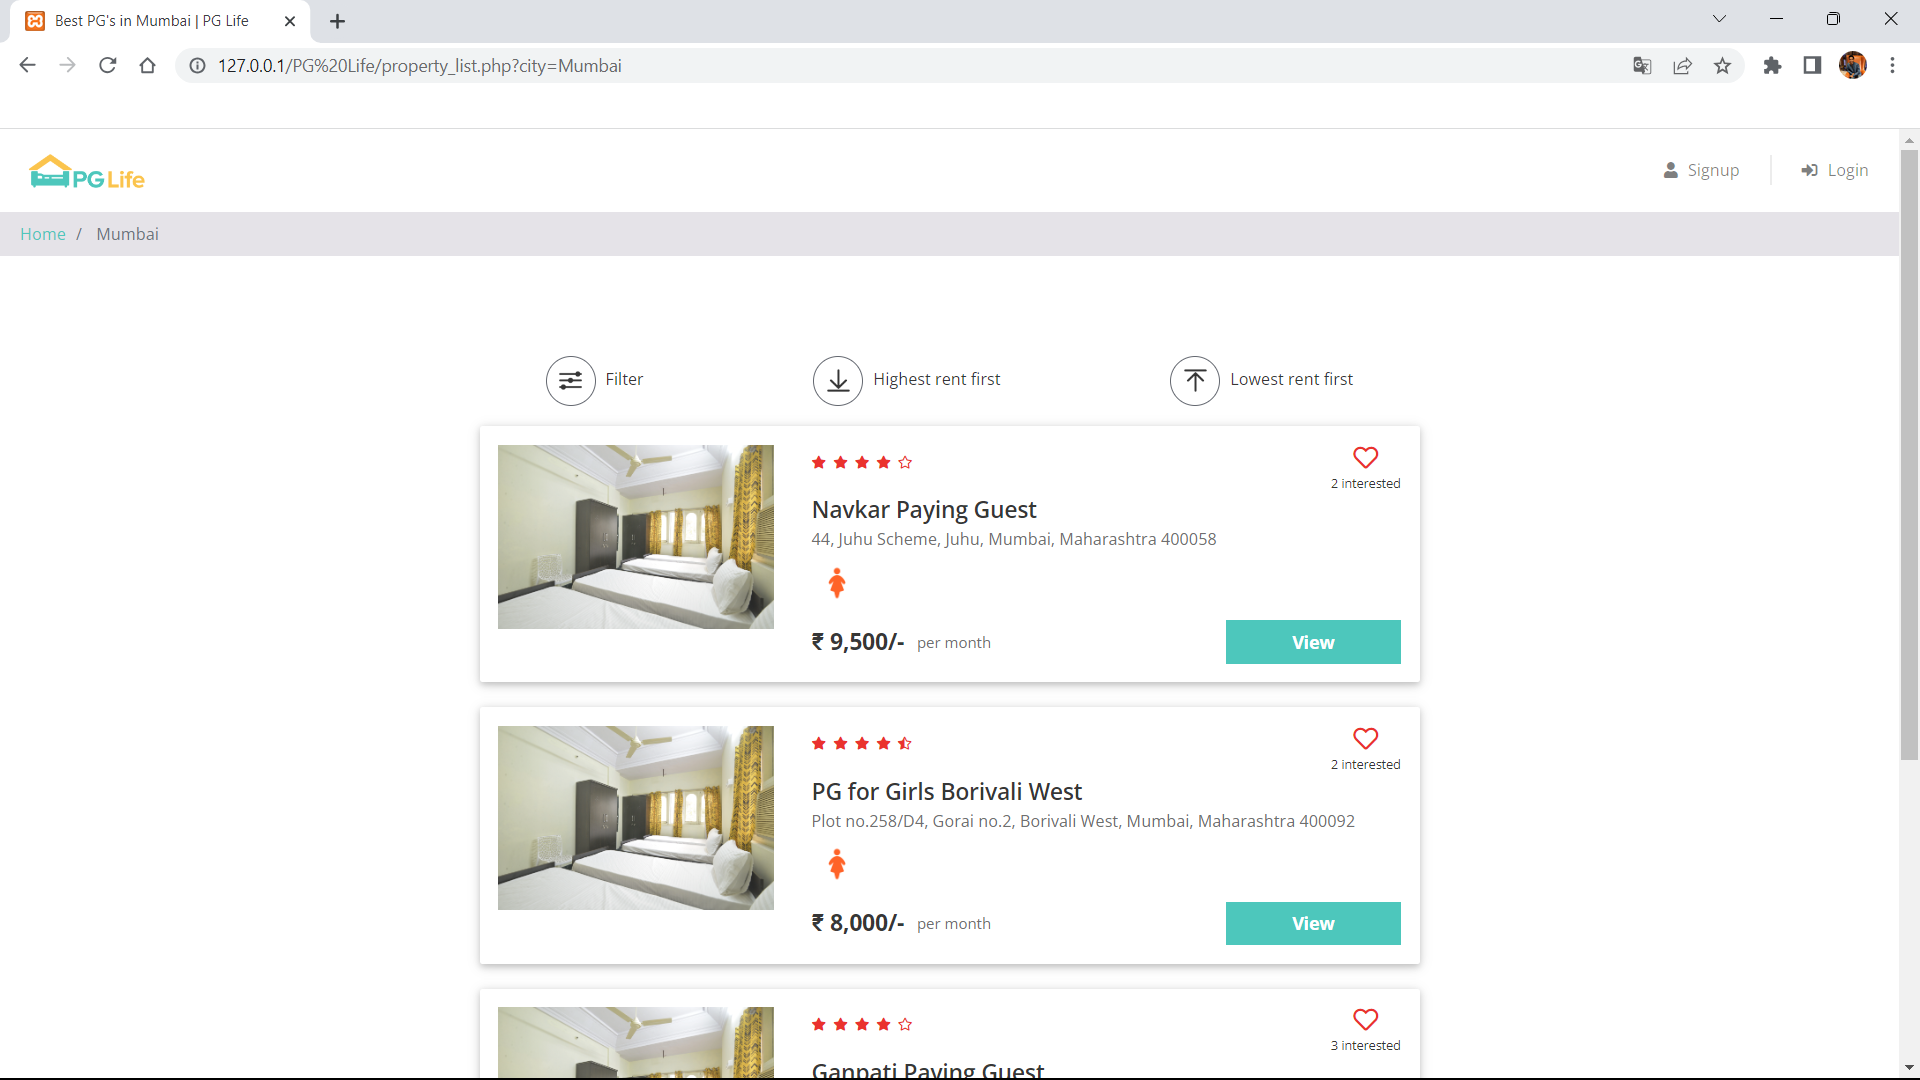 Best PG's in Mumbai | PG Life
127.0.0.1/PG%20Life/property_list.php?city=Mumbai
PG Life
Signup
Login
Home / Mumbai
Filter
Highest rent first
Lowest rent first
2 interested
Navkar Paying Guest
44, Juhu Scheme, Juhu, Mumbai, Maharashtra 400058
₹ 9,500/- per month
View
2 interested
PG for Girls Borivali West
Plot no.258/D4, Gorai no.2, Borivali West, Mumbai, Maharashtra 400092
₹ 8,000/- per month
View
3 interested
Ganpati Paying Guest